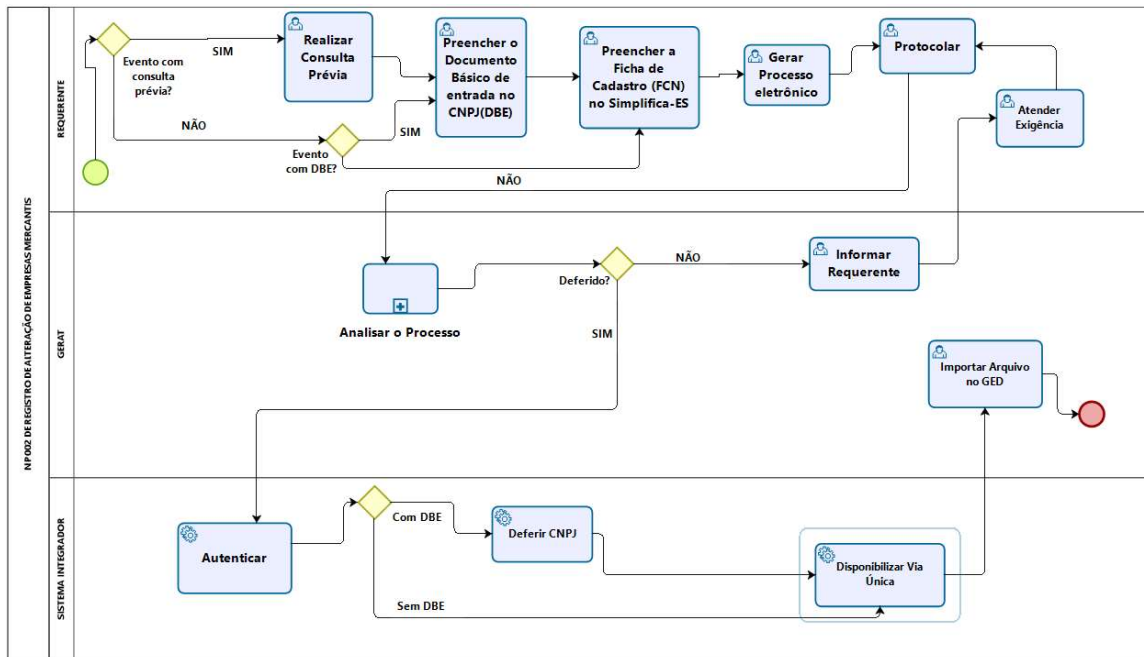 NP002 DE REGISTRO DE ALTERAÇÃO DE EMPRESAS MERCANTIS
REQUERENTE
Evento com
consulta
prévia?
SIM
NÃO
Realizar
Consulta
Prévia
Evento
com DBE?
SIM
NÃO
Preencher o
Documento
Básico de
entrada no
CNPJ(DBE)
Preencher a
Ficha de
Cadastro (FCN)
no Simplifica-ES
Gerar
Processo
eletrônico
Protocolar
Atender
Exigência
GERAT
Analisar o Processo
Deferido?
NÃO
SIM
Informar
Requerente
Importar Arquivo
no GED
SISTEMA INTEGRADOR
Autenticar
Com DBE
Sem DBE
Deferir CNPJ
Disponibilizar Via
Única